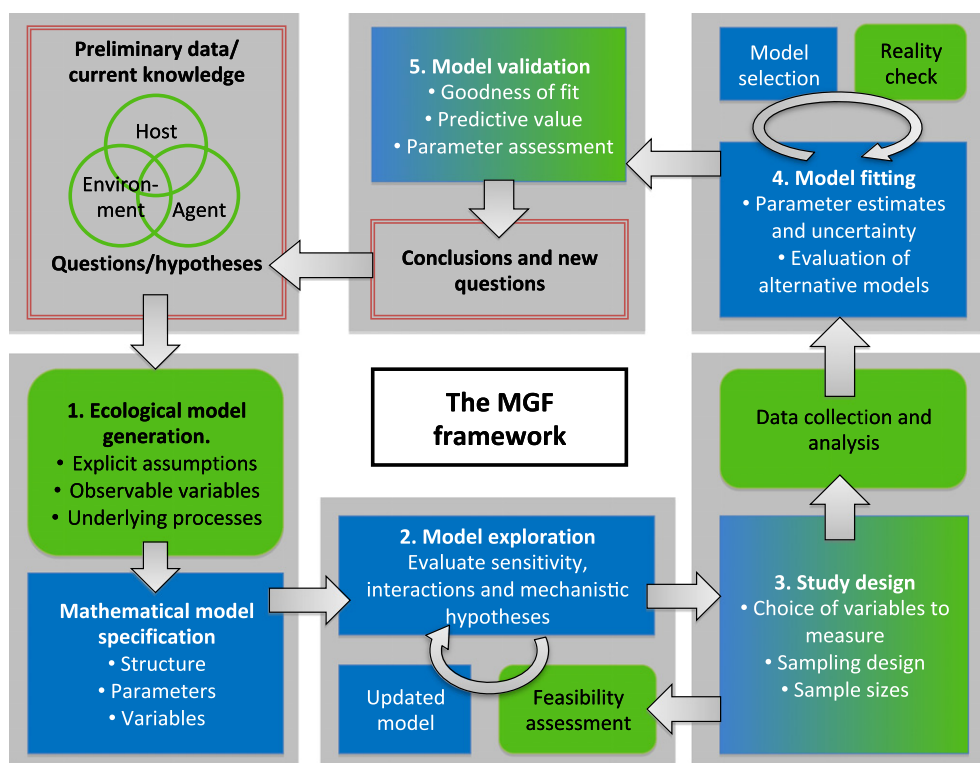 Preliminary data/
current knowledge
Host
Environ-
ment
Agent
Questions/hypotheses
1. Ecological model
generation.
• Explicit assumptions
• Observable variables
• Underlying processes
Mathematical model
specification
• Structure
• Parameters
• Variables
2. Model exploration
Evaluate sensitivity,
interactions and mechanistic
hypotheses
Updated
model
Feasibility
assessment
3. Study design
• Choice of variables to
measure
• Sampling design
• Sample sizes
Data collection and
analysis
4. Model fitting
• Parameter estimates
and uncertainty
• Evaluation of
alternative models
Model
selection
Reality
check
5. Model validation
• Goodness of fit
• Predictive value
• Parameter assessment
Conclusions and new
questions
The MGF
framework